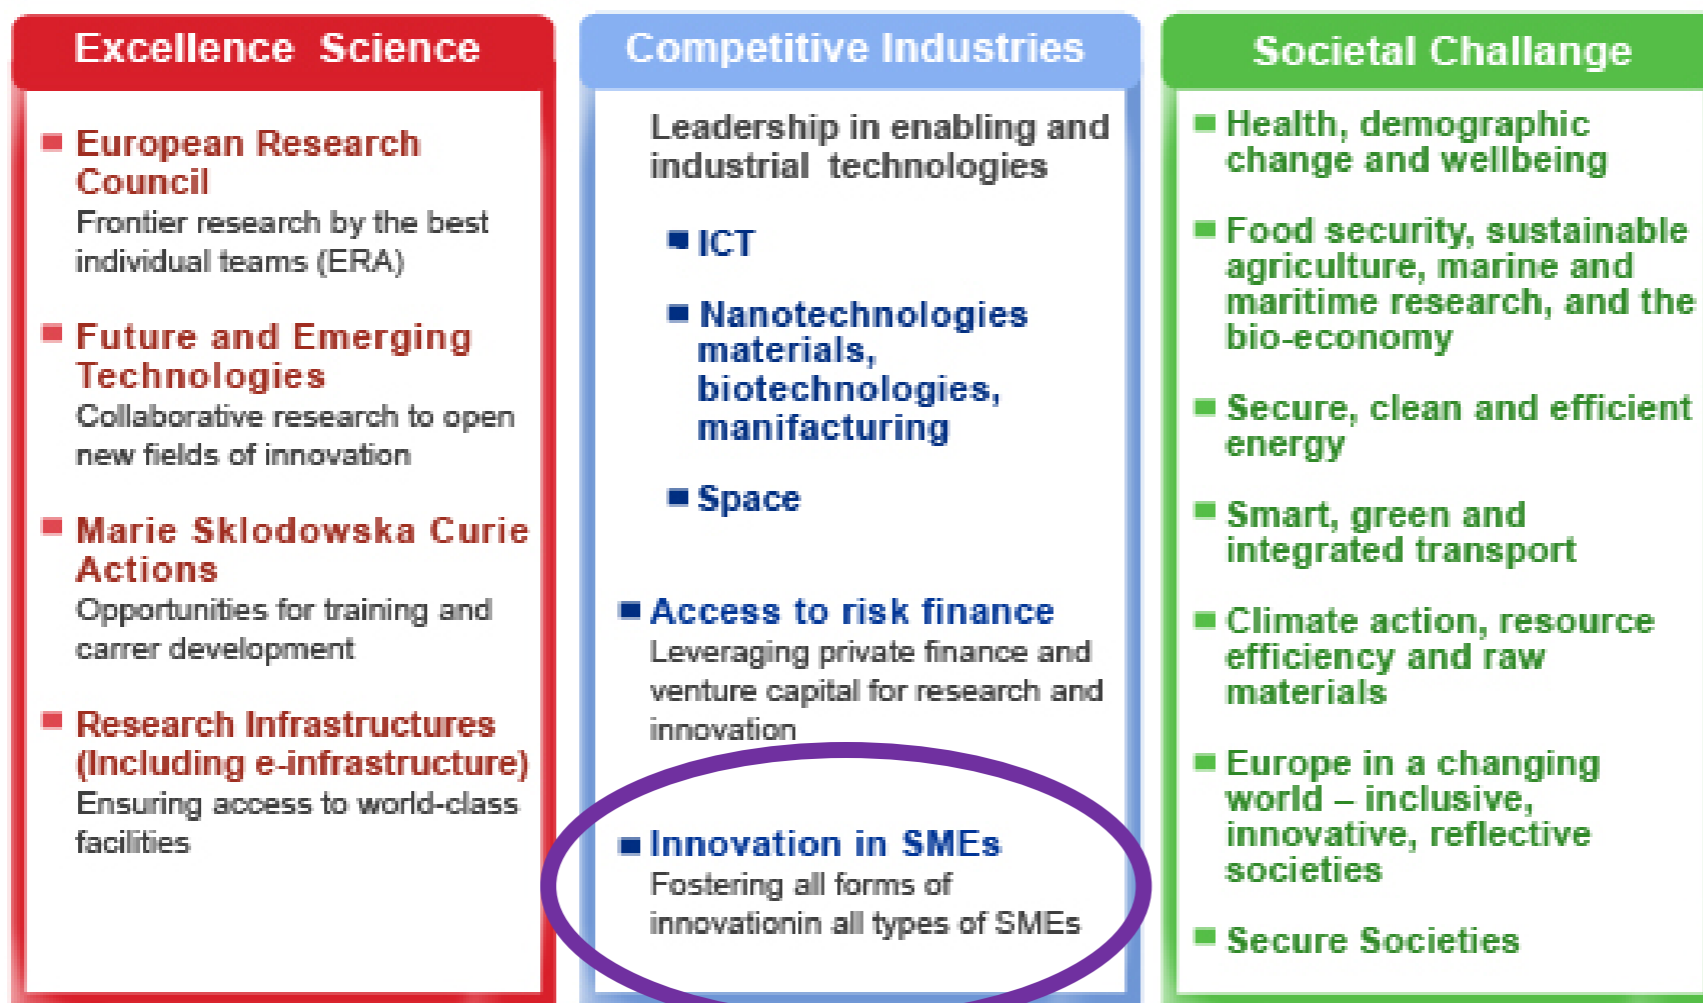 Excellence Science
European Research
Council
Frontier research by the best
individual teams (ERA)
Future and Emerging
Technologies
Collaborative research to open
new fields of innovation
Marie Sklodowska Curie
Actions
Opportunities for training and
carrer development
Research Infrastructures
(Including e-infrastructure)
Ensuring access to world-class
facilities
Competitive Industries
Leadership in enabling and
industrial technologies
ICT
Nanotechnologies
materials,
biotechnologies,
manifacturing
Space
Access to risk finance
Leveraging private finance and
venture capital for research and
innovation
Innovation in SMEs
Fostering all forms of
innovationin all types of SMEs
Societal Challange
Health, demographic
change and wellbeing
Food security, sustainable
agriculture, marine and
maritime research, and the
bio-economy
Secure, clean and efficient
energy
Smart, green and
integrated transport
Climate action, resource
efficiency and raw
materials
Europe in a changing
world – inclusive,
innovative, reflective
societies
Secure Societies